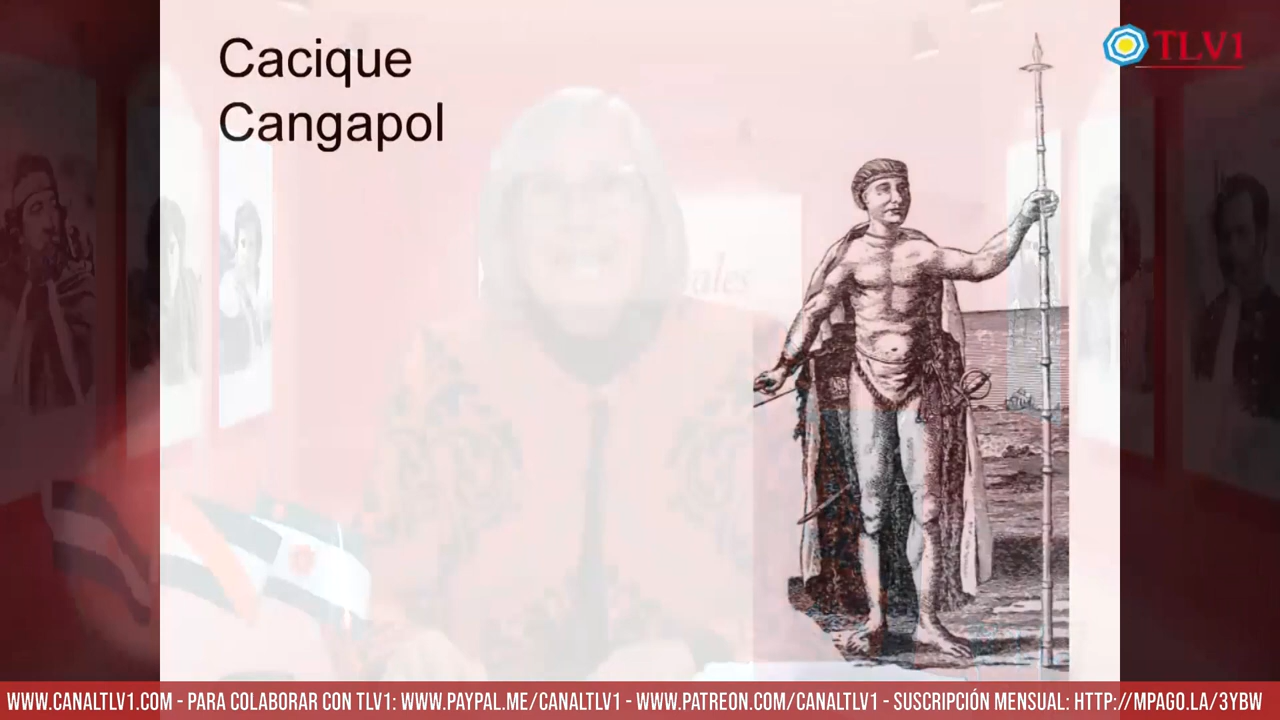 Cacique
Cangapol
TLV1
ales
WWW.CANALTLV1.COM - PARA COLABORAR CON TLV1: WWW.PAYPAL.ME/CANALTLV1 - WWW.PATREON.COM/CANALTLV1 - SUSCRIPCIÓN MENSUAL: HTTP://MPAGO.LA/3YBW